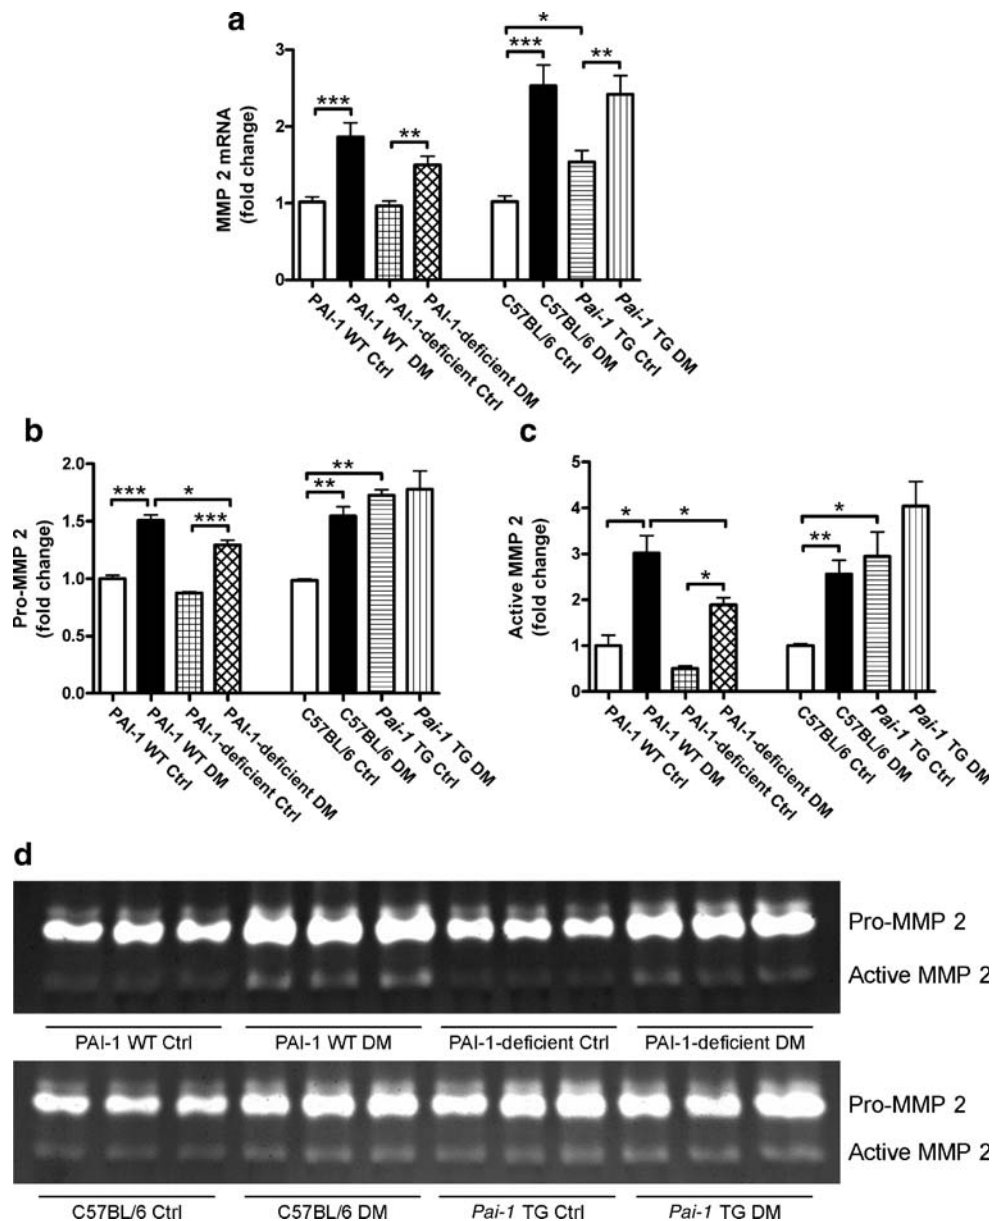 a
MMP 2 mRNA
(fold change)
3
2
1
0
***
**
*
***
**
PAI-1 WT Ctrl
PAI-1 WT DM
PAI-1-deficient Ctrl
PAI-1-deficient DM
C57BL/6 Ctrl
C57BL/6 DM
Pai-1 TG Ctrl
Pai-1 TG DM
b
Pro-MMP 2
(fold change)
2.0
1.5
1.0
0.5
0.0
***
*
***
**
**
PAI-1 WT Ctrl
PAI-1 WT DM
PAI-1-deficient Ctrl
PAI-1-deficient DM
C57BL/6 Ctrl
C57BL/6 DM
Pai-1 TG Ctrl
Pai-1 TG DM
c
Active MMP 2
(fold change)
5
4
3
2
1
0
*
*
*
*
**
PAI-1 WT Ctrl
PAI-1 WT DM
PAI-1-deficient Ctrl
PAI-1-deficient DM
C57BL/6 Ctrl
C57BL/6 DM
Pai-1 TG Ctrl
Pai-1 TG DM
d
Pro-MMP 2
Active MMP 2
PAI-1 WT Ctrl PAI-1 WT DM PAI-1-deficient Ctrl PAI-1-deficient DM
Pro-MMP 2
Active MMP 2
C57BL/6 Ctrl C57BL/6 DM Pai-1 TG Ctrl Pai-1 TG DM